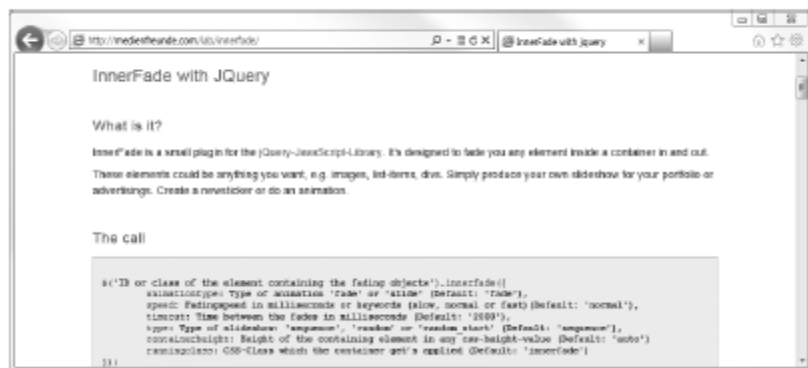 http://medienfreunde.com/lab/innerfade/
InnerFade with jquery
InnerFade with JQuery
What is it?
InnerFade is a small plugin for the jQuery-JavaScript-Library. It's designed to fade you any element inside a container in and out.
These elements could be anything you want, e.g. images, list-items, divs. Simply produce your own slideshow for your portfolio or
advertisings. Create a newsticker or do an animation.
The call
$('ID or class of the element containing the fading objects').innerfade({
animationtype: Type of animation 'fade' or 'slide' (Default: 'fade'),
speed: Fadingspeed in milliseconds or keywords (slow, normal or fast)(Default: 'normal'),
timeout: Time between the fades in milliseconds (Default: '2000'),
type: Type of slideshow: 'sequence', 'random' or 'random_start' (Default: 'sequence'),
containerheight: Height of the containing element in any css-height-value (Default: 'auto')
runningclass: CSS-Class which the container get's applied (Default: 'innerfade')
});